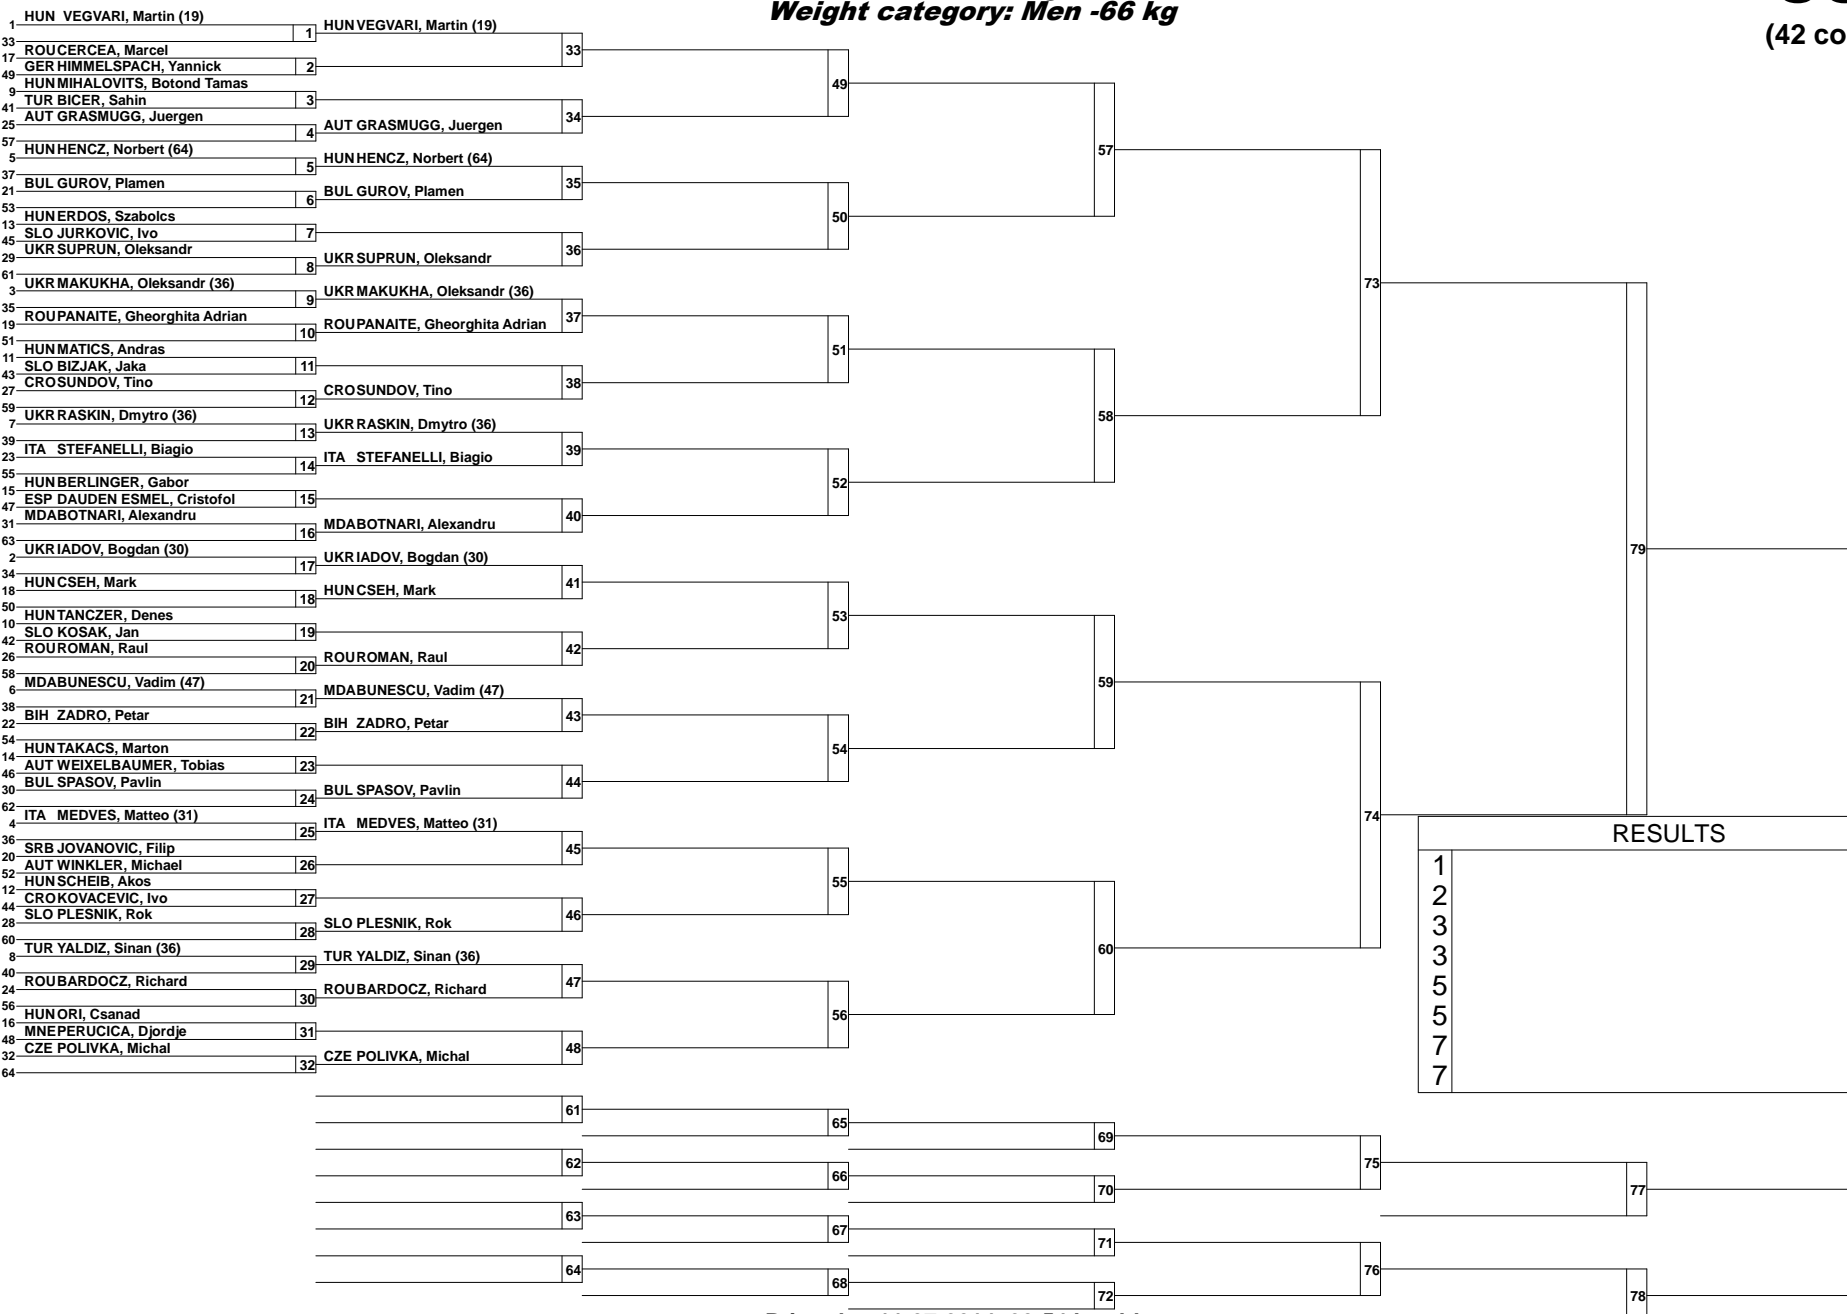 Weight category: Men -66 kg
(42 co
1 HUN VEGVARI, Martin (19)
33
17 ROU CERCEA, Marcel
49 GER HIMMELSPACH, Yannick
9 HUN MIHALOVITS, Botond Tamas
41 TUR BICER, Sahin
25 AUT GRASMUGG, Juergen
57
5 HUN HENCZ, Norbert (64)
37
21 BUL GUROV, Plamen
53
13 HUN ERDOS, Szabolcs
45 SLO JURKOVIC, Ivo
29 UKR SUPRUN, Oleksandr
61
3 UKR MAKUKHA, Oleksandr (36)
35
19 ROU PANAITE, Gheorghita Adrian
51
11 HUN MATICS, Andras
43 SLO BIZJAK, Jaka
27 CRO SUNDOV, Tino
59
7 UKR RASKIN, Dmytro (36)
39
23 ITA STEFANELLI, Biagio
55
15 HUN BERLINGER, Gabor
47 ESP DAUDEN ESMEL, Cristofol
31 MDA BOTNARI, Alexandru
63
2 UKR IADOV, Bogdan (30)
34
18 HUN CSEH, Mark
50
10 HUN TANCZER, Denes
42 SLO KOSAK, Jan
26 ROU ROMAN, Raul
58
6 MDA BUNESCU, Vadim (47)
38
22 BIH ZADRO, Petar
54
14 HUN TAKACS, Marton
46 AUT WEIXELBAUMER, Tobias
30 BUL SPASOV, Pavlin
62
4 ITA MEDVES, Matteo (31)
36
20 SRB JOVANOVIC, Filip
52 AUT WINKLER, Michael
12 HUN SCHEIB, Akos
44 CRO KOVACEVIC, Ivo
28 SLO PLESNIK, Rok
60
8 TUR YALDIZ, Sinan (36)
40
24 ROU BARDOCZ, Richard
56
16 HUN ORI, Csanad
48 MNE PERUCICA, Djordje
32 CZE POLIVKA, Michal
64
1 HUN VEGVARI, Martin (19)
2
3
4 AUT GRASMUGG, Juergen
5 HUN HENCZ, Norbert (64)
6 BUL GUROV, Plamen
7
8 UKR SUPRUN, Oleksandr
9 UKR MAKUKHA, Oleksandr (36)
10 ROU PANAITE, Gheorghita Adrian
11
12 CRO SUNDOV, Tino
13 UKR RASKIN, Dmytro (36)
14 ITA STEFANELLI, Biagio
15
16 MDA BOTNARI, Alexandru
17 UKR IADOV, Bogdan (30)
18 HUN CSEH, Mark
19
20 ROU ROMAN, Raul
21 MDA BUNESCU, Vadim (47)
22 BIH ZADRO, Petar
23
24 BUL SPASOV, Pavlin
25 ITA MEDVES, Matteo (31)
26
27
28 SLO PLESNIK, Rok
29 TUR YALDIZ, Sinan (36)
30 ROU BARDOCZ, Richard
31
32 CZE POLIVKA, Michal
33
34
35
36
37
38
39
40
41
42
43
44
45
46
47
48
49
50
51
52
53
54
55
56
57
58
59
60
73
74
79
RESULTS
1
2
3
3
5
5
7
7
61
62
63
64
65
66
67
68
69
70
71
72
75
76
77
78